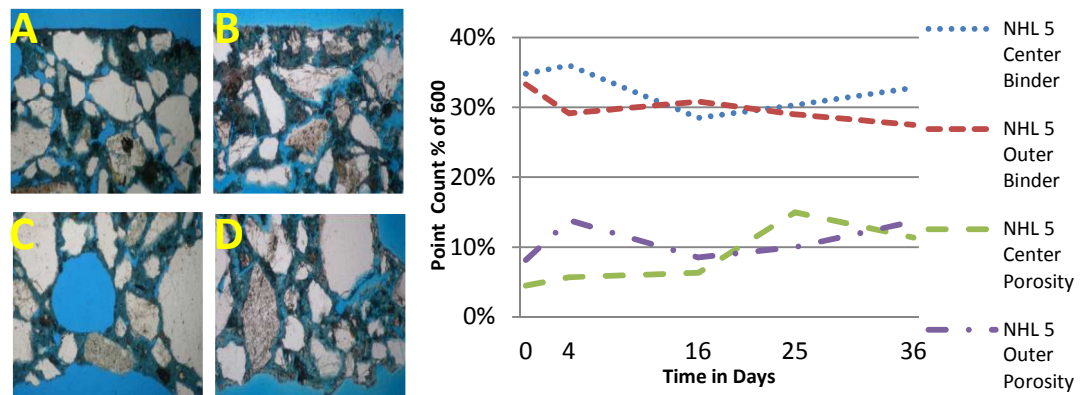 A
B
C
D
Point Count % of 600
40%
30%
20%
10%
0%
0 4 16 25 36
Time in Days
NHL 5
Center
Binder
NHL 5
Outer
Binder
NHL 5
Center
Porosity
NHL 5
Outer
Porosity